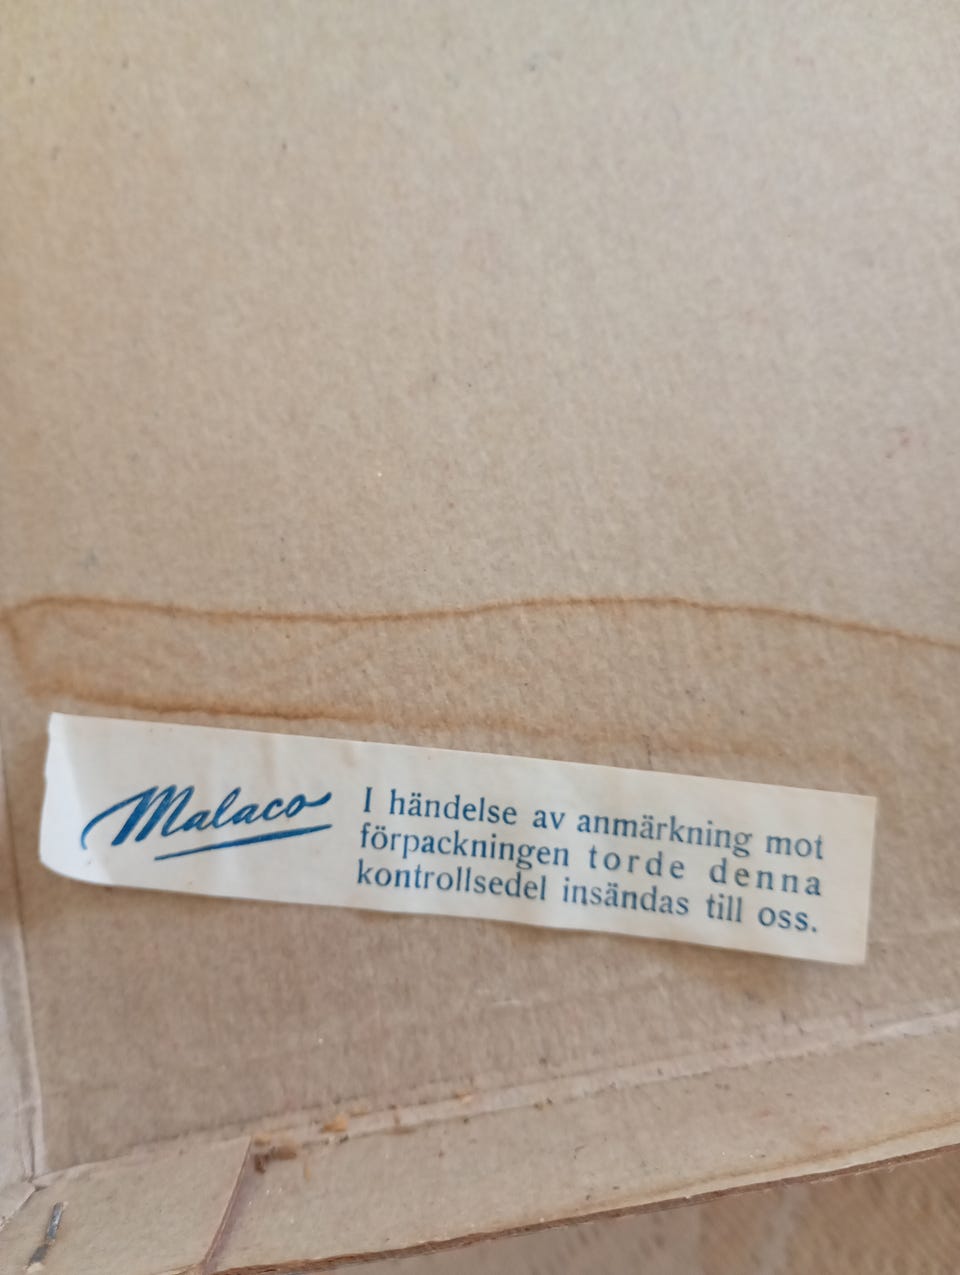 Malaco
I händelse av anmärkning mot
förpackningen torde denna
kontrollsedel insändas till oss.